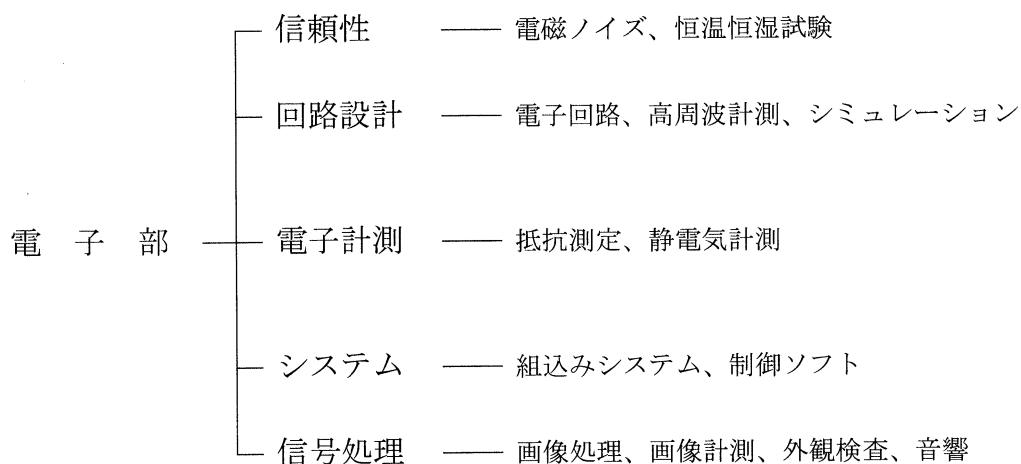 信頼性 電磁ノイズ、恒温恒湿試験
回路設計 電子回路、高周波計測、シミュレーション
電子部 電子計測 抵抗測定、静電気計測
システム 組込みシステム、制御ソフト
信号処理 画像処理、画像計測、外観検査、音響